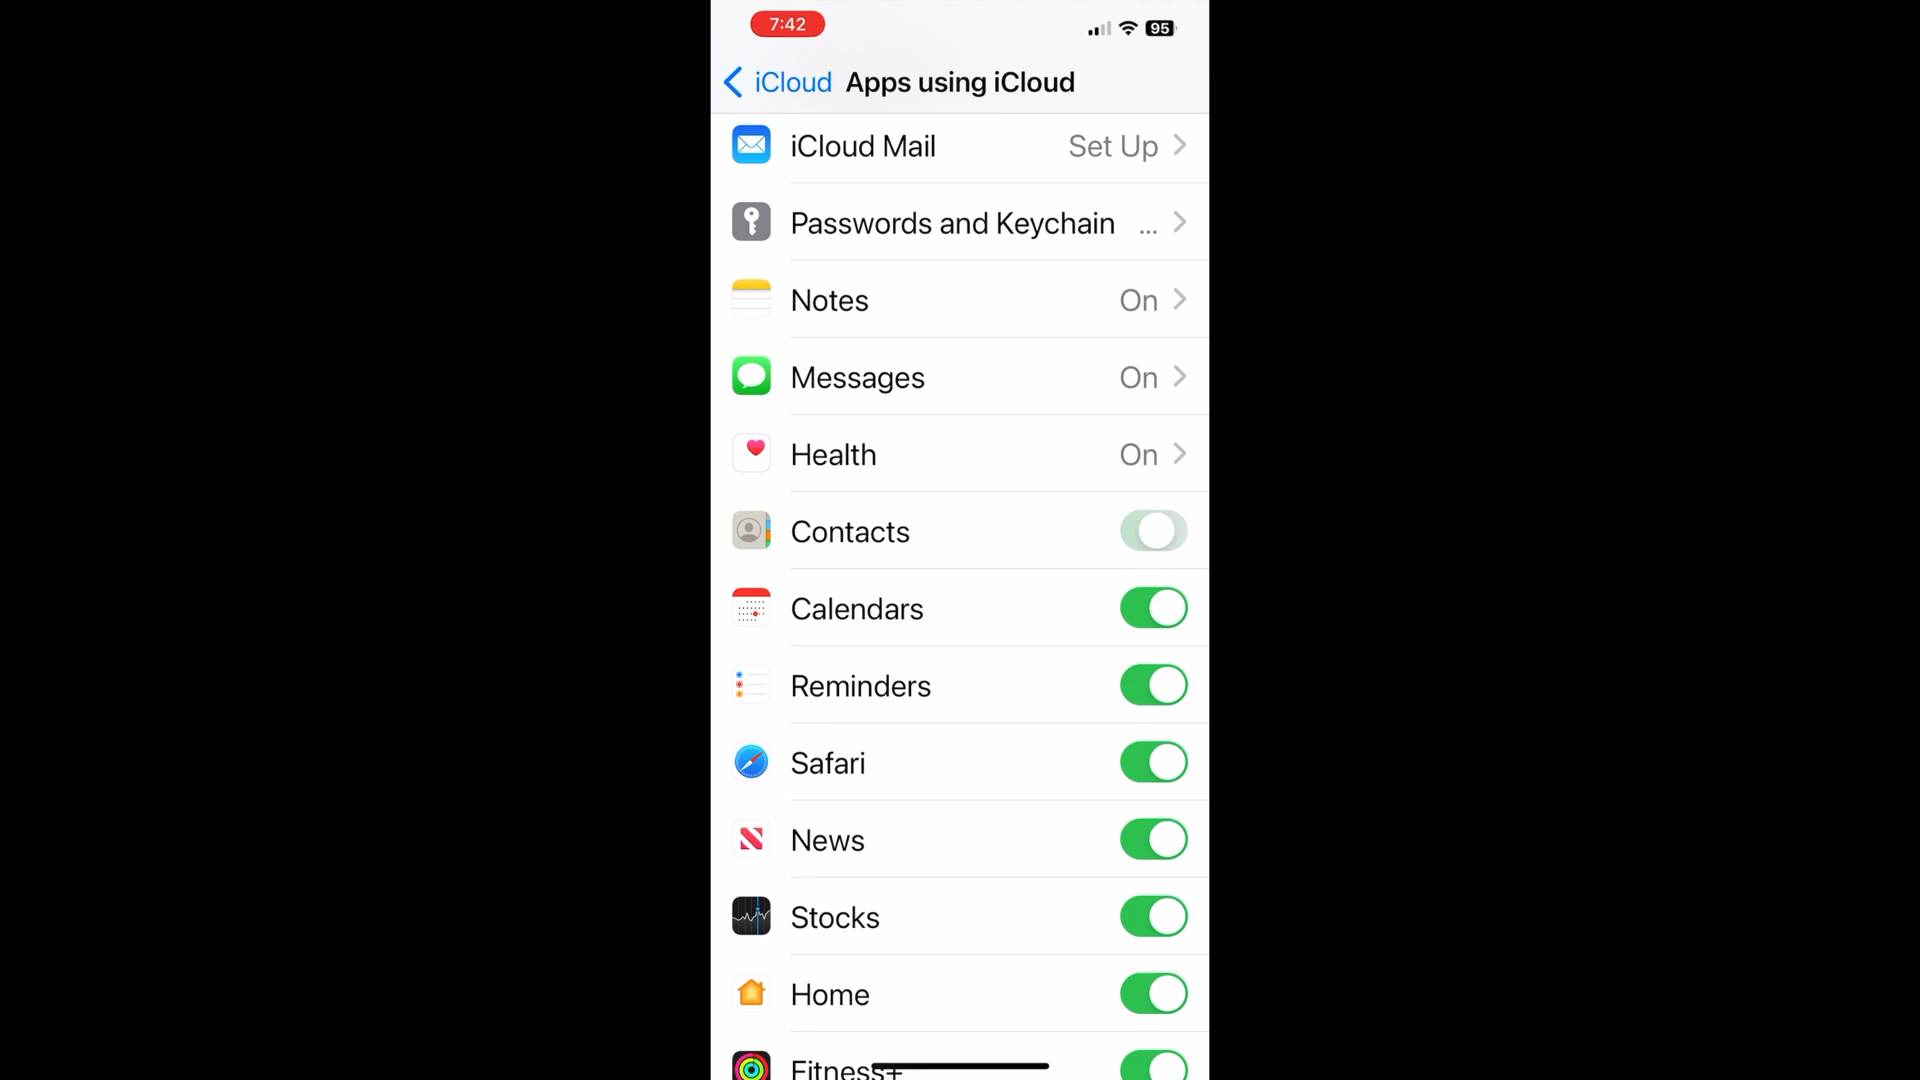 7:42
95
iCloud Apps using iCloud
iCloud Mail Set Up
Passwords and Keychain ...
Notes On
Messages On
Health On
Contacts
Calendars
Reminders
Safari
News
Stocks
Home
Fitness+